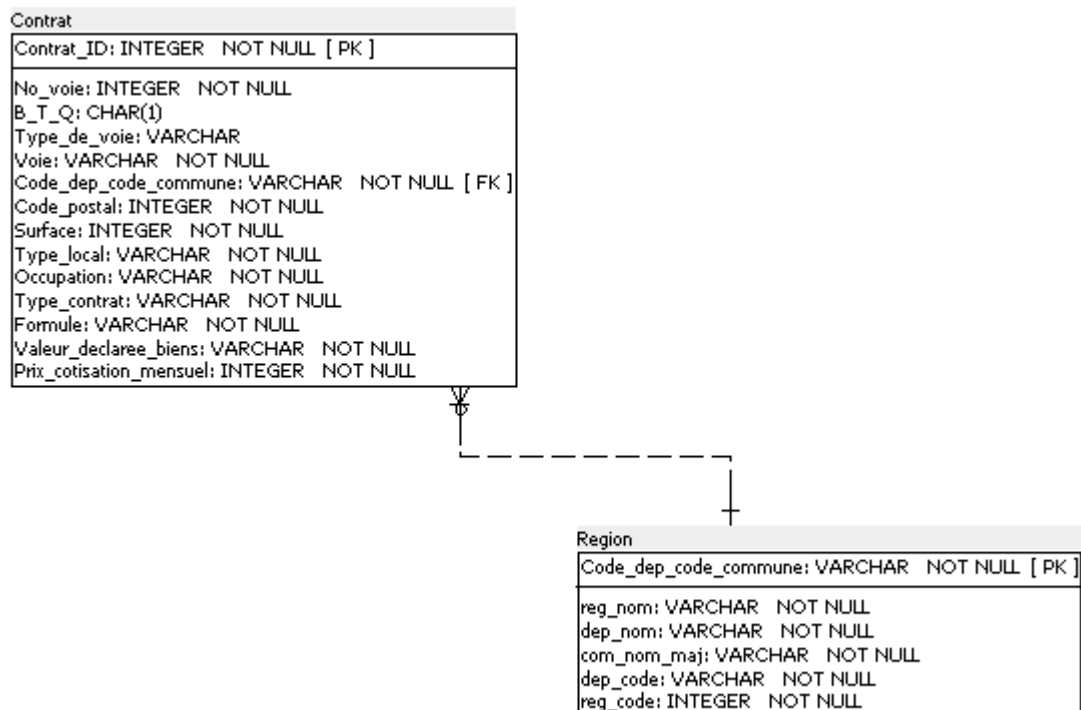 Contrat
Contrat_ID: INTEGER NOT NULL [ PK ]
No_voie: INTEGER NOT NULL
B_T_Q: CHAR(1)
Type_de_voie: VARCHAR
Voie: VARCHAR NOT NULL
Code_dep_code_commune: VARCHAR NOT NULL [ FK ]
Code_postal: INTEGER NOT NULL
Surface: INTEGER NOT NULL
Type_local: VARCHAR NOT NULL
Occupation: VARCHAR NOT NULL
Type_contrat: VARCHAR NOT NULL
Formule: VARCHAR NOT NULL
Valeur_declaree_biens: VARCHAR NOT NULL
Prix_cotisation_mensuel: INTEGER NOT NULL
Region
Code_dep_code_commune: VARCHAR NOT NULL [ PK ]
reg_nom: VARCHAR NOT NULL
dep_nom: VARCHAR NOT NULL
com_nom_maj: VARCHAR NOT NULL
dep_code: VARCHAR NOT NULL
reg_code: INTEGER NOT NULL